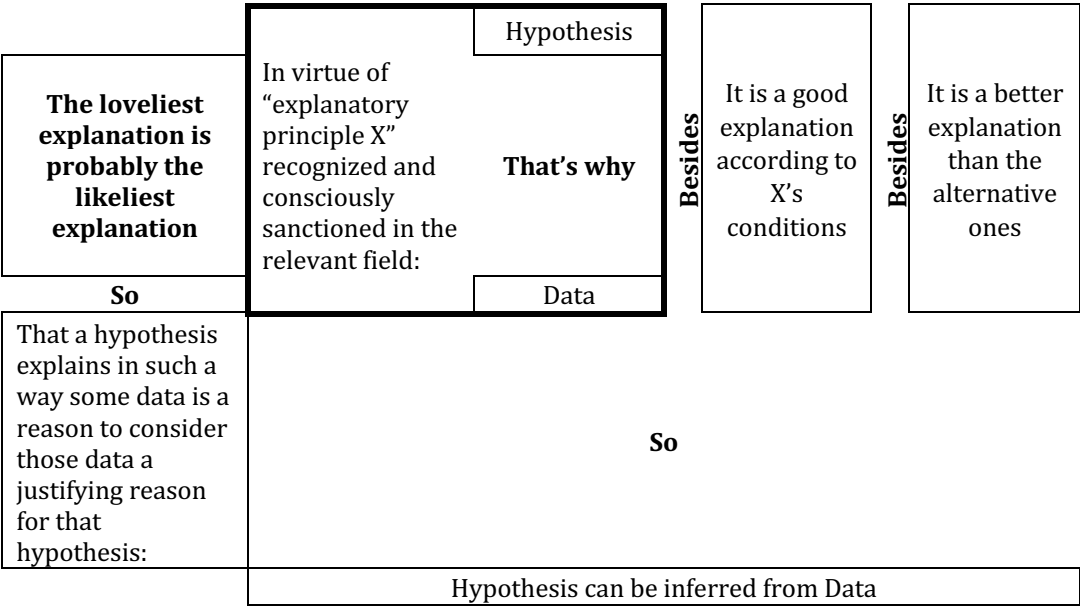 The loveliest
explanation is
probably the
likeliest
explanation
So
That a hypothesis
explains in such a
way some data is a
reason to consider
those data a
justifying reason
for that
hypothesis:
In virtue of
“explanatory
principle X”
recognized and
consciously
sanctioned in the
relevant field:
Hypothesis
That’s why
Data
Besides
It is a good
explanation
according to
X’s
conditions
Besides
It is a better
explanation
than the
alternative
ones
So
Hypothesis can be inferred from Data